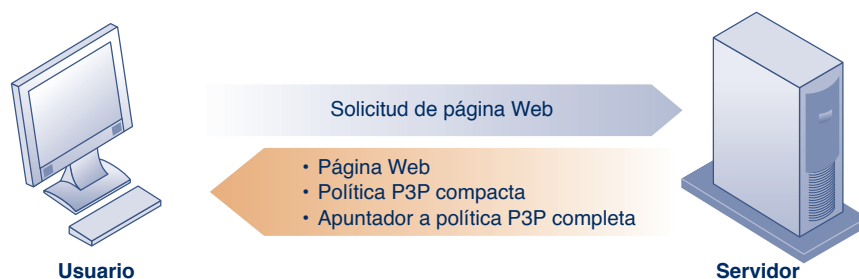 Solicitud de página Web
• Página Web
• Política P3P compacta
• Apuntador a política P3P completa
Usuario
Servidor